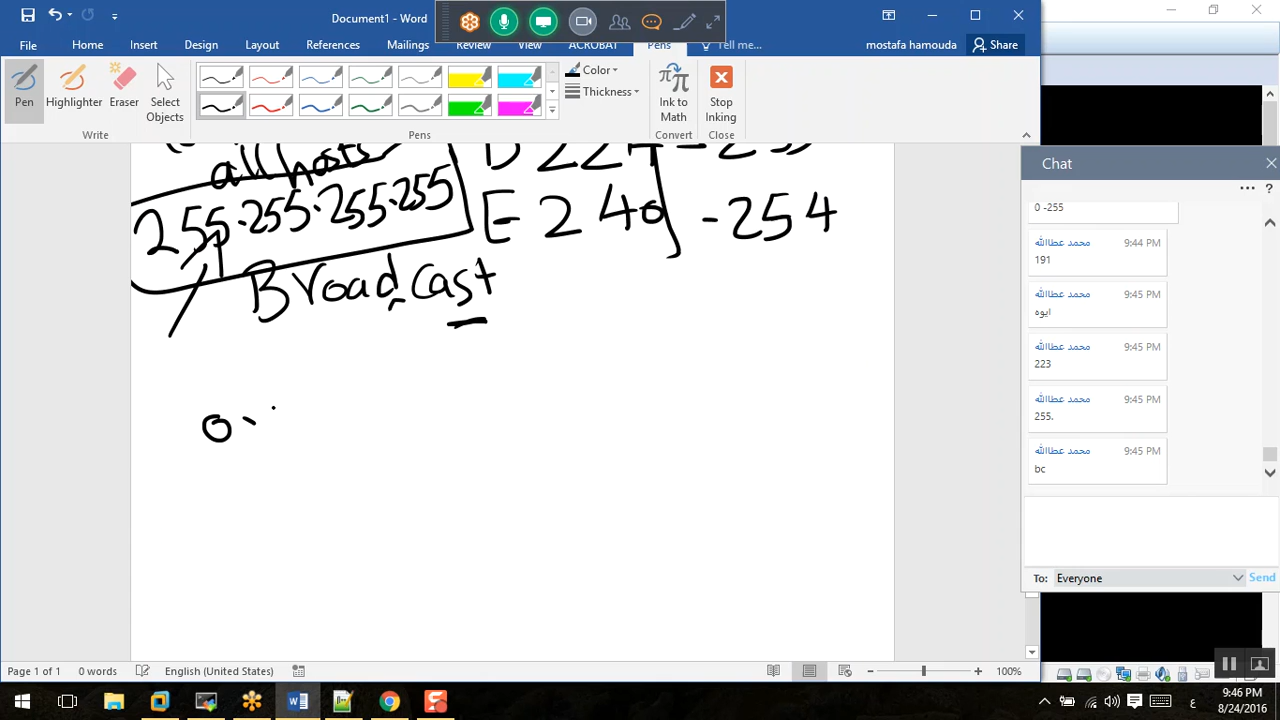 Document1 - Word
File Home Insert Design Layout References Mailings Review View ACROBAT Pens Tell me... mostafa hamouda Share
Pen Highlighter Eraser Select Objects
Color
Thickness
Ink to Math
Stop Inking
Write Pens Convert Close
all hosts
255.255.255.255
E 240 - 254
Broadcast
0.
Chat
0 -255
محمد عطاالله 9:44 PM
191
محمد عطاالله 9:45 PM
ايوه
محمد عطاالله 9:45 PM
223
محمد عطاالله 9:45 PM
255.
محمد عطاالله 9:45 PM
bc
To: Everyone Send
Page 1 of 1 0 words English (United States) 100%
ع 9:46 PM
8/24/2016